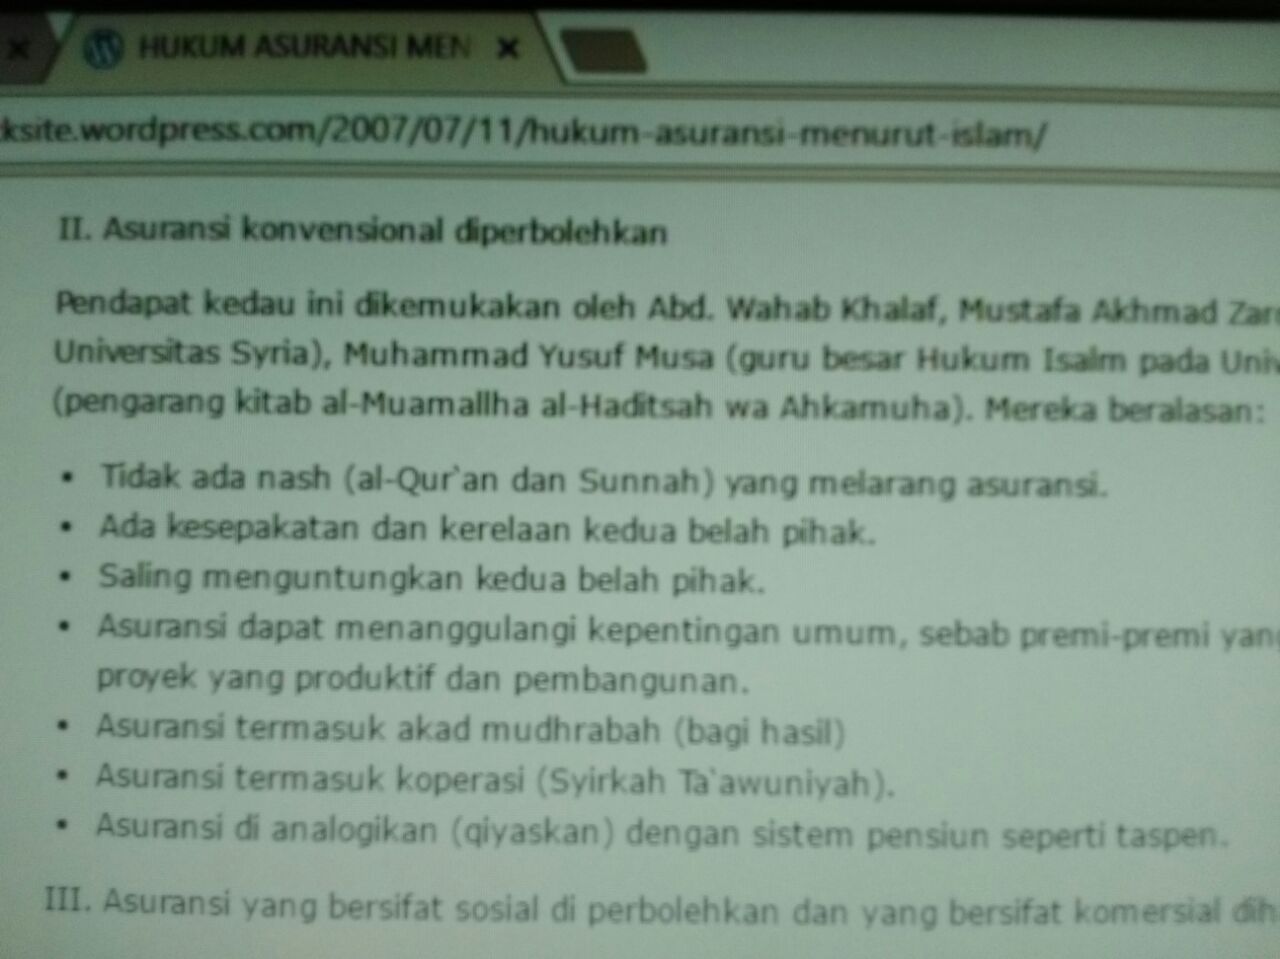 HUKUM ASURANSI MEN
ksite.wordpress.com/2007/07/11/hukum-asuransi-menurut-islam/
II. Asuransi konvensional diperbolehkan
Pendapat kedau ini dikemukakan oleh Abd. Wahab Khalaf, Mustafa Akhmad Zar
Universitas Syria), Muhammad Yusuf Musa (guru besar Hukum Isalm pada Univ
(pengarang kitab al-Muamallha al-Haditsah wa Ahkamuha). Mereka beralasan:
• Tidak ada nash (al-Qur`an dan Sunnah) yang melarang asuransi.
• Ada kesepakatan dan kerelaan kedua belah pihak.
• Saling menguntungkan kedua belah pihak.
• Asuransi dapat menanggulangi kepentingan umum, sebab premi-premi yang
proyek yang produktif dan pembangunan.
• Asuransi termasuk akad mudhrabah (bagi hasil)
• Asuransi termasuk koperasi (Syirkah Ta`awuniyah).
• Asuransi di analogikan (qiyaskan) dengan sistem pensiun seperti taspen.
III. Asuransi yang bersifat sosial di perbolehkan dan yang bersifat komersial dih